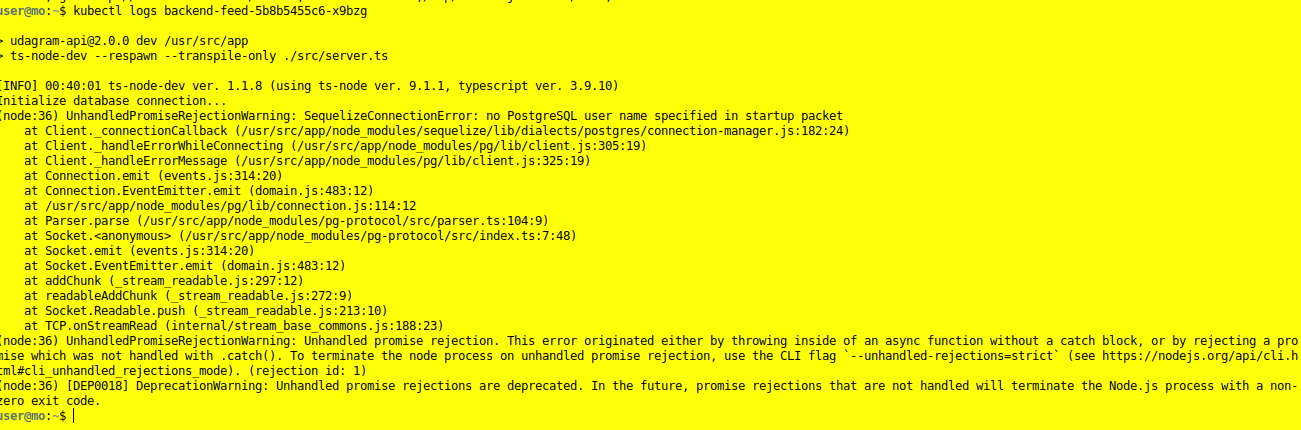 user@mo:~$ kubectl logs backend-feed-5b8b5455c6-x9bzg
> udagram-api@2.0.0 dev /usr/src/app
> ts-node-dev --respawn --transpile-only ./src/server.ts
[INFO] 00:40:01 ts-node-dev ver. 1.1.8 (using ts-node ver. 9.1.1, typescript ver. 3.9.10)
Initialize database connection...
(node:36) UnhandledPromiseRejectionWarning: SequelizeConnectionError: no PostgreSQL user name specified in startup packet
    at Client._connectionCallback (/usr/src/app/node_modules/sequelize/lib/dialects/postgres/connection-manager.js:182:24)
    at Client._handleErrorWhileConnecting (/usr/src/app/node_modules/pg/lib/client.js:305:19)
    at Client._handleErrorMessage (/usr/src/app/node_modules/pg/lib/client.js:325:19)
    at Connection.emit (events.js:314:20)
    at Connection.EventEmitter.emit (domain.js:483:12)
    at /usr/src/app/node_modules/pg/lib/connection.js:114:12
    at Parser.parse (/usr/src/app/node_modules/pg-protocol/src/parser.ts:104:9)
    at Socket.<anonymous> (/usr/src/app/node_modules/pg-protocol/src/index.ts:7:48)
    at Socket.emit (events.js:314:20)
    at Socket.EventEmitter.emit (domain.js:483:12)
    at addChunk (_stream_readable.js:297:12)
    at readableAddChunk (_stream_readable.js:272:9)
    at Socket.Readable.push (_stream_readable.js:213:10)
    at TCP.onStreamRead (internal/stream_base_commons.js:188:23)
(node:36) UnhandledPromiseRejectionWarning: Unhandled promise rejection. This error originated either by throwing inside of an async function without a catch block, or by rejecting a pro
mise which was not handled with .catch(). To terminate the node process on unhandled promise rejection, use the CLI flag `--unhandled-rejections=strict` (see https://nodejs.org/api/cli.h
tml#cli_unhandled_rejections_mode). (rejection id: 1)
(node:36) [DEP0018] DeprecationWarning: Unhandled promise rejections are deprecated. In the future, promise rejections that are not handled will terminate the Node.js process with a non-
zero exit code.
user@mo:~$